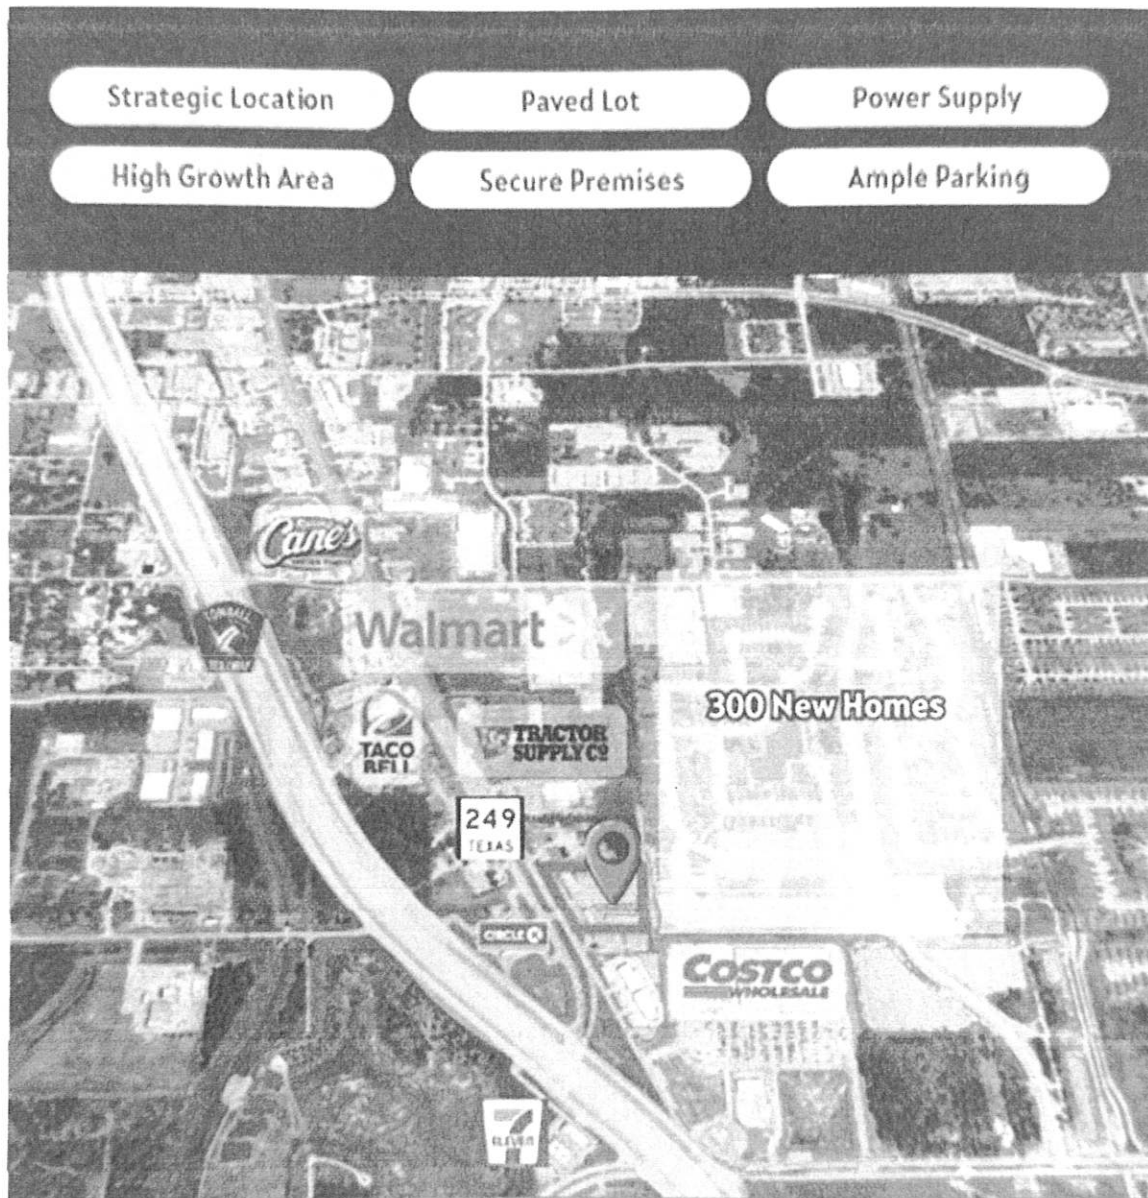 Strategic Location
Paved Lot
Power Supply
High Growth Area
Secure Premises
Ample Parking
Cane's
Walmart
300 New Homes
TACO
BELL
TRACTOR
SUPPLY CO
249
TEXAS
CIRCLE K
COSTCO
WHOLESALE
7
ELEVEN